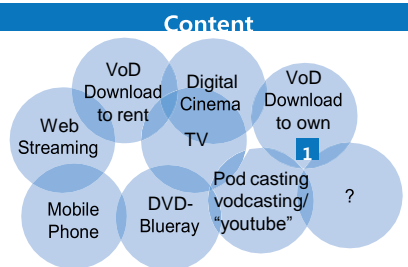 Content
VoD
Download
to rent
Digital
Cinema
VoD
Download
to own
Web
Streaming
TV
1
Mobile
Phone
DVD-
Blueray
Pod casting
vodcasting/
“youtube”
?